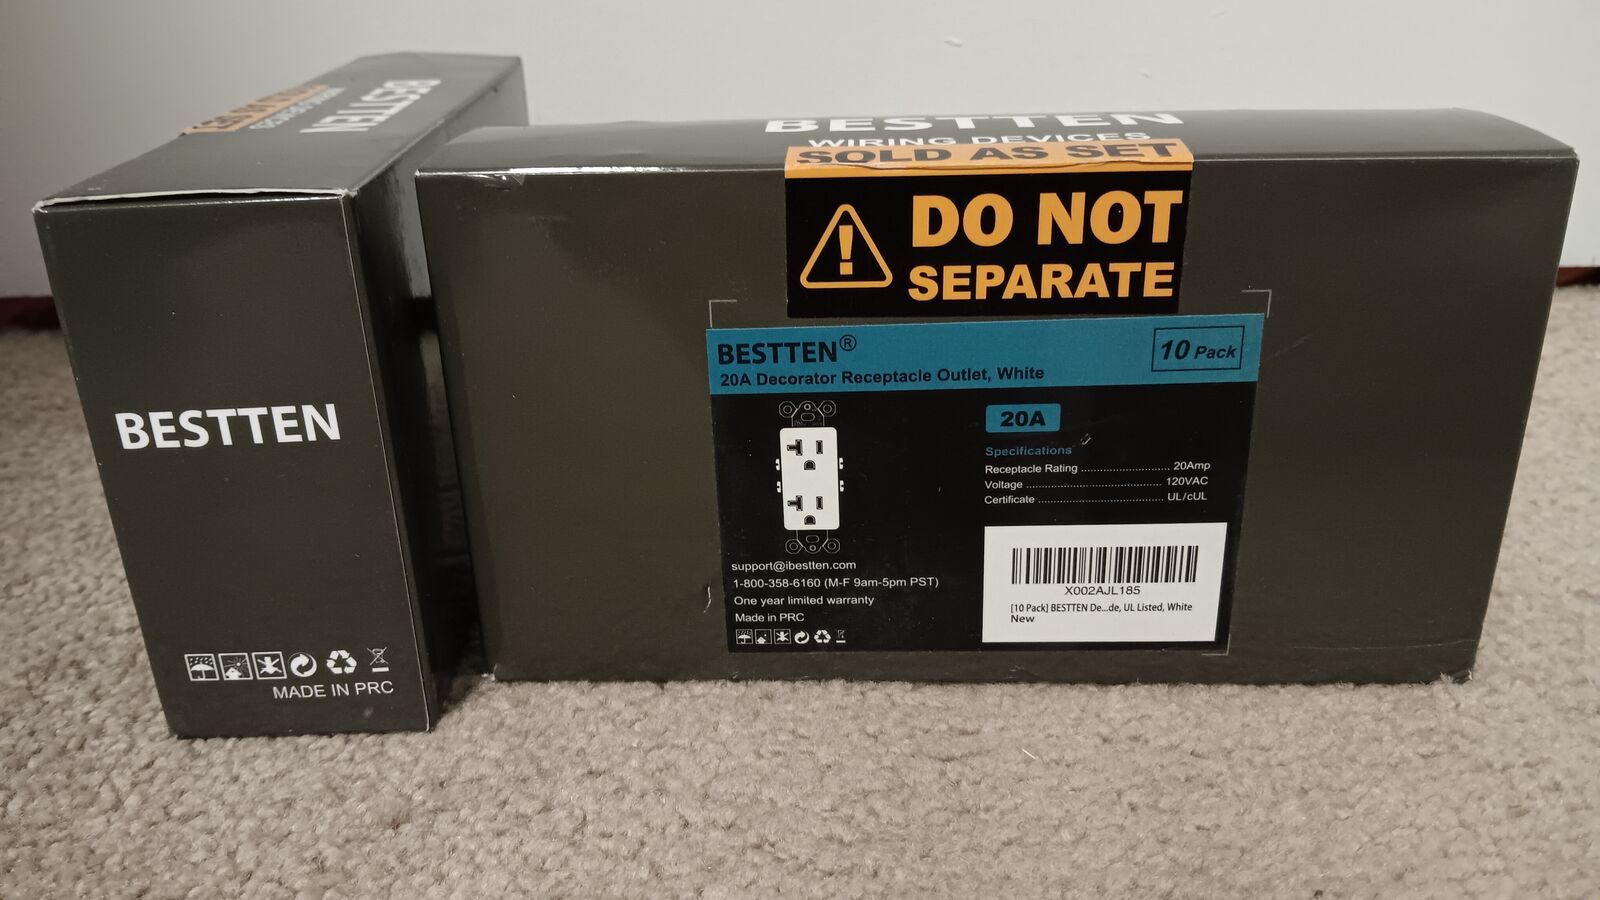 BESTTEN
BESTTEN
MADE IN PRC
BESTTEN
WIRING DEVICES
SOLD AS SET
DO NOT
SEPARATE
BESTTEN®
20A Decorator Receptacle Outlet, White
10 Pack
20A
Specifications
Receptacle Rating ............................ 20Amp
Voltage .......................................... 120VAC
Certificate ....................................... UL/cUL
support@ibestten.com
1-800-358-6160 (M-F 9am-5pm PST)
One year limited warranty
Made in PRC
X002AJL185
[10 Pack] BESTTEN De...de, UL Listed, White
New